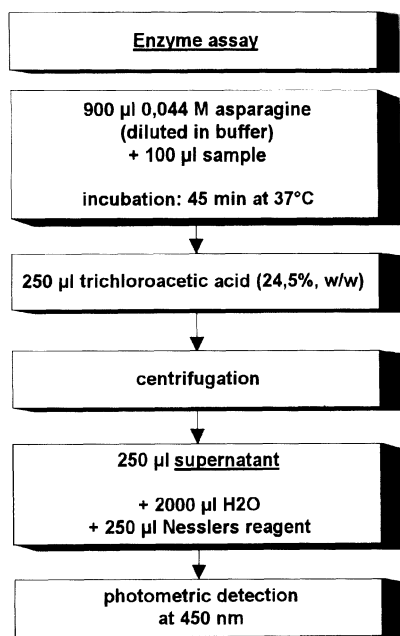 Enzyme assay
900 µl 0,044 M asparagine
(diluted in buffer)
+ 100 µl sample
incubation: 45 min at 37°C
250 µl trichloroacetic acid (24,5%, w/w)
centrifugation
250 µl supernatant
+ 2000 µl H2O
+ 250 µl Nesslers reagent
photometric detection
at 450 nm